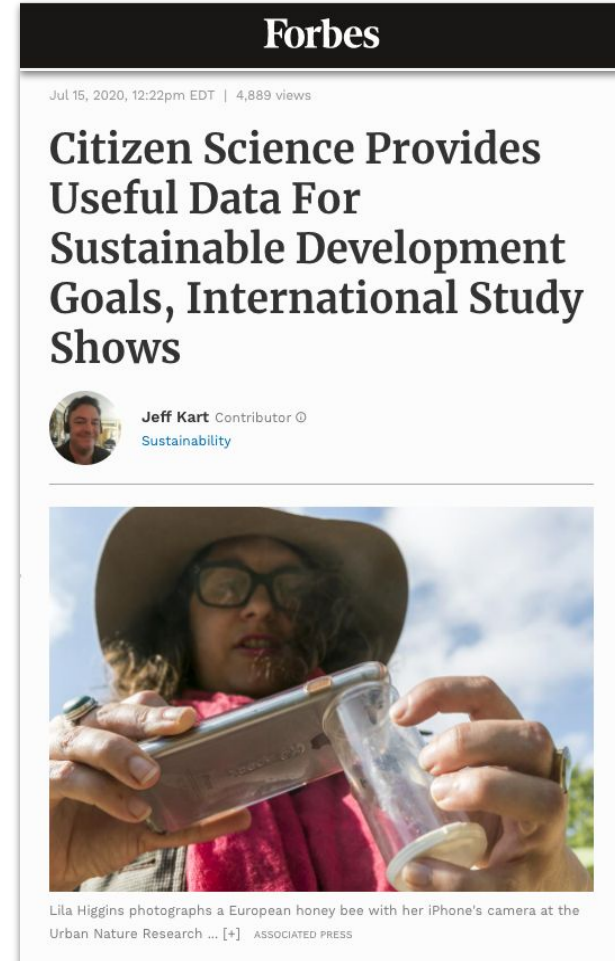 Forbes
Jul 15, 2020, 12:22pm EDT | 4,889 views
Citizen Science Provides
Useful Data For
Sustainable Development
Goals, International Study
Shows
Jeff Kart Contributor
Sustainability
Lila Higgins photographs a European honey bee with her iPhone's camera at the
Urban Nature Research ... [+] ASSOCIATED PRESS